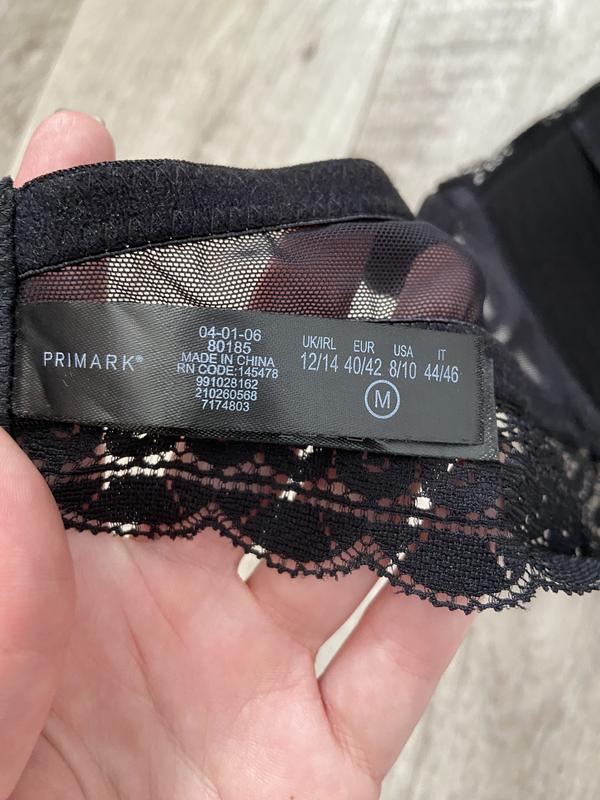 PRIMARK®
04-01-06
80185
MADE IN CHINA
RN CODE:145478
991028162
210260568
7174803
UK/IRL EUR USA IT
12/14 40/42 8/10 44/46
M